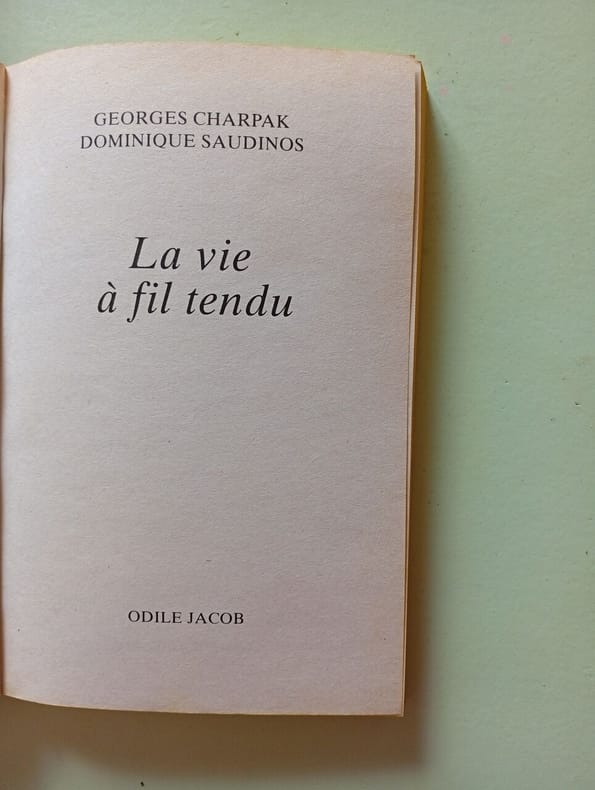 GEORGES CHARPAK
DOMINIQUE SAUDINOS
La vie
à fil tendu
ODILE JACOB